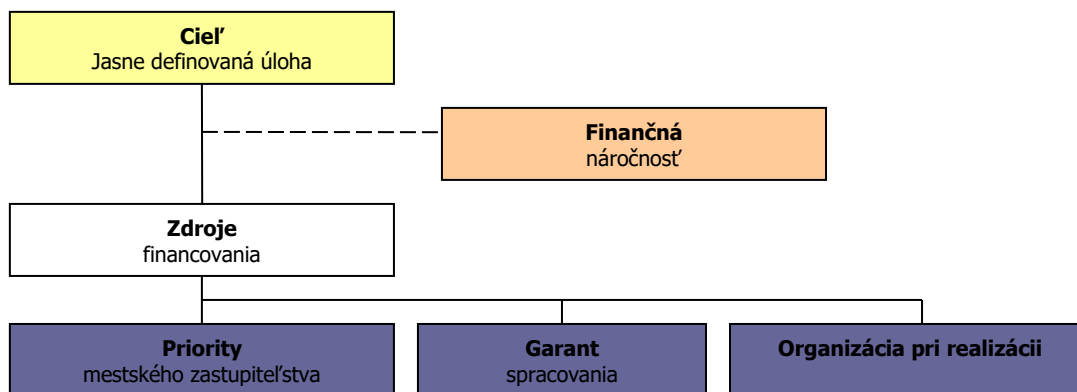 Cieľ
Jasne definovaná úloha
Finančná
náročnosť
Zdroje
financovania
Priority
mestského zastupiteľstva
Garant
spracovania
Organizácia pri realizácii